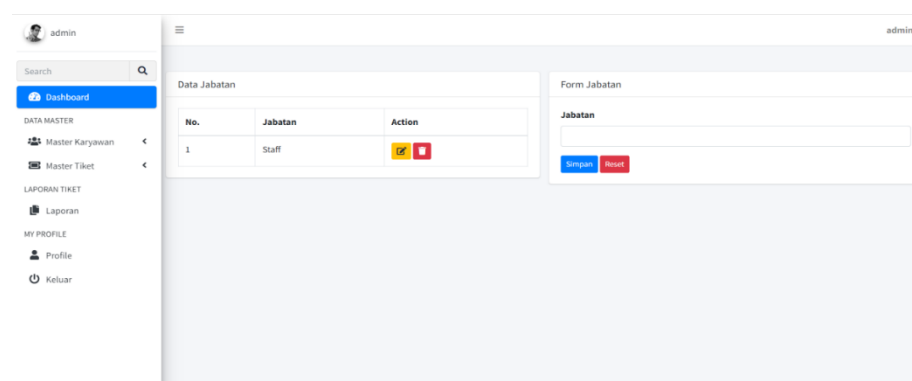 admin
admin
Search
Dashboard
DATA MASTER
Master Karyawan
Master Tiket
LAPORAN TIKET
Laporan
MY PROFILE
Profile
Keluar
Data Jabatan
No. Jabatan Action
1 Staff
Form Jabatan
Jabatan
Simpan Reset